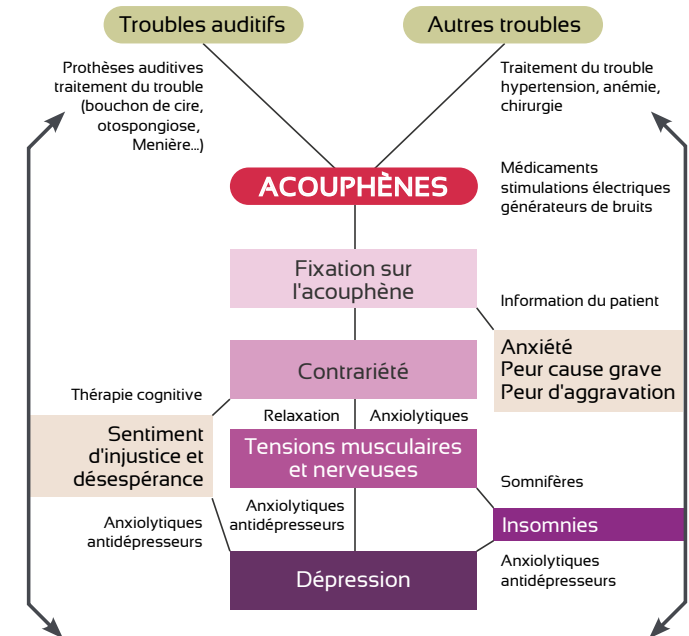 Troubles auditifs
Autres troubles
Prothèses auditives
traitement du trouble
(bouchon de cire,
otospongiose,
Menière...)
Traitement du trouble
hypertension, anémie,
chirurgie
ACOUPHÈNES
Médicaments
stimulations électriques
générateurs de bruits
Fixation sur
l'acouphène
Information du patient
Anxiété
Peur cause grave
Peur d'aggravation
Contrariété
Thérapie cognitive
Relaxation
Anxiolytiques
Sentiment
d'injustice et
désespérance
Tensions musculaires
et nerveuses
Somnifères
Anxiolytiques
antidépresseurs
Anxiolytiques
antidépresseurs
Insomnies
Anxiolytiques
antidépresseurs
Dépression